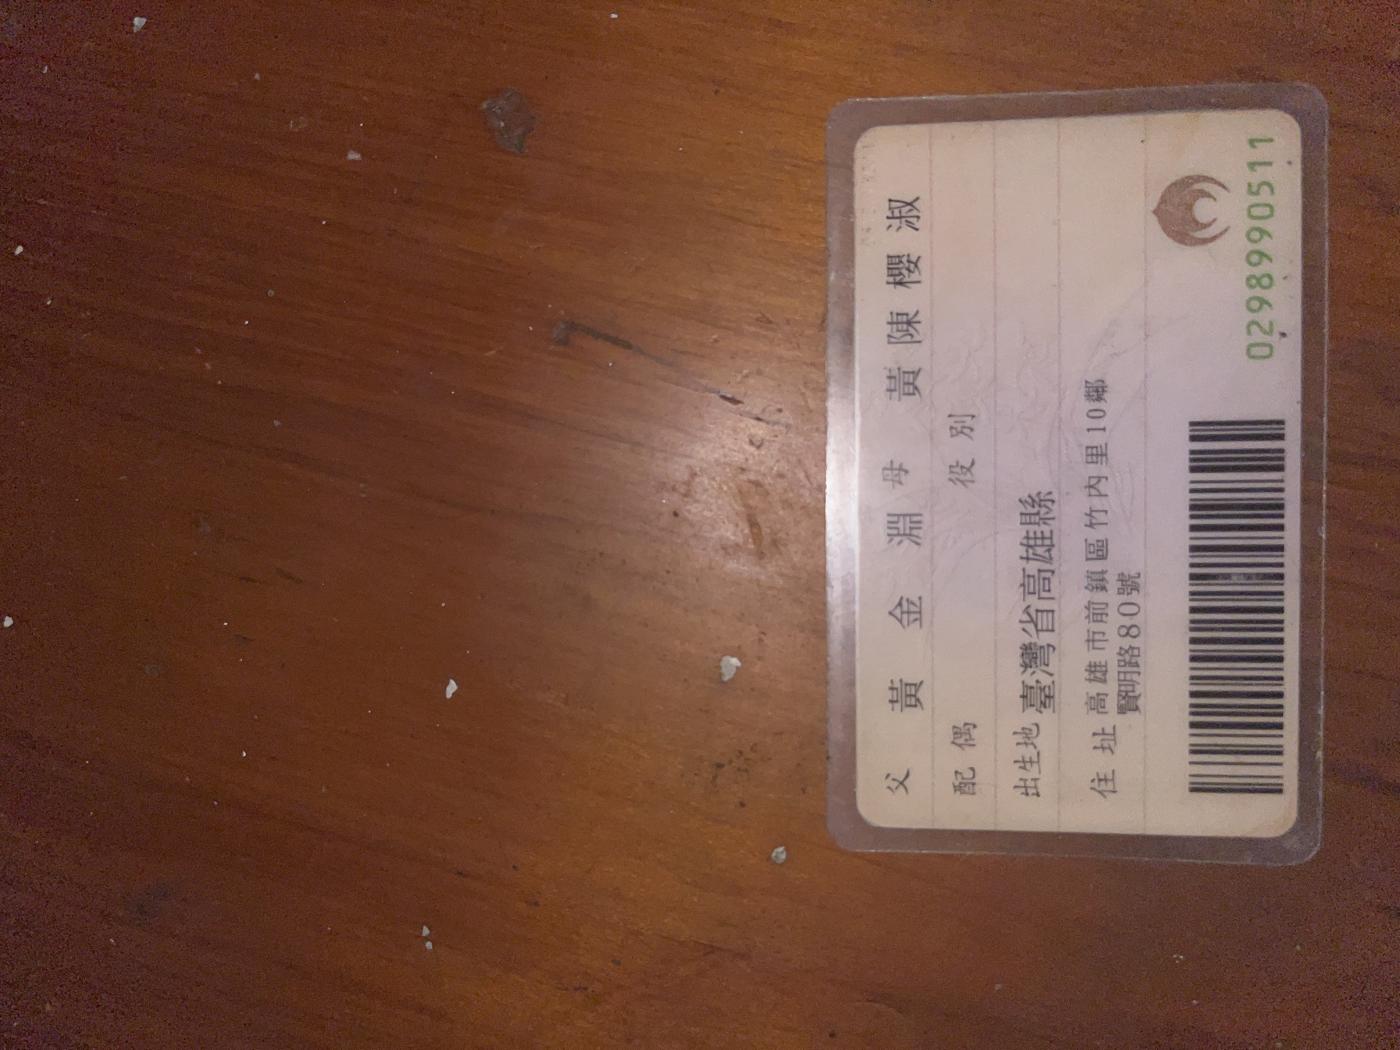 父 黃金淵 母 黃陳櫻淑
配偶 役別
出生地 臺灣省高雄縣
住址 高雄市前鎮區竹內里10鄰
賢明路80號
0298990511